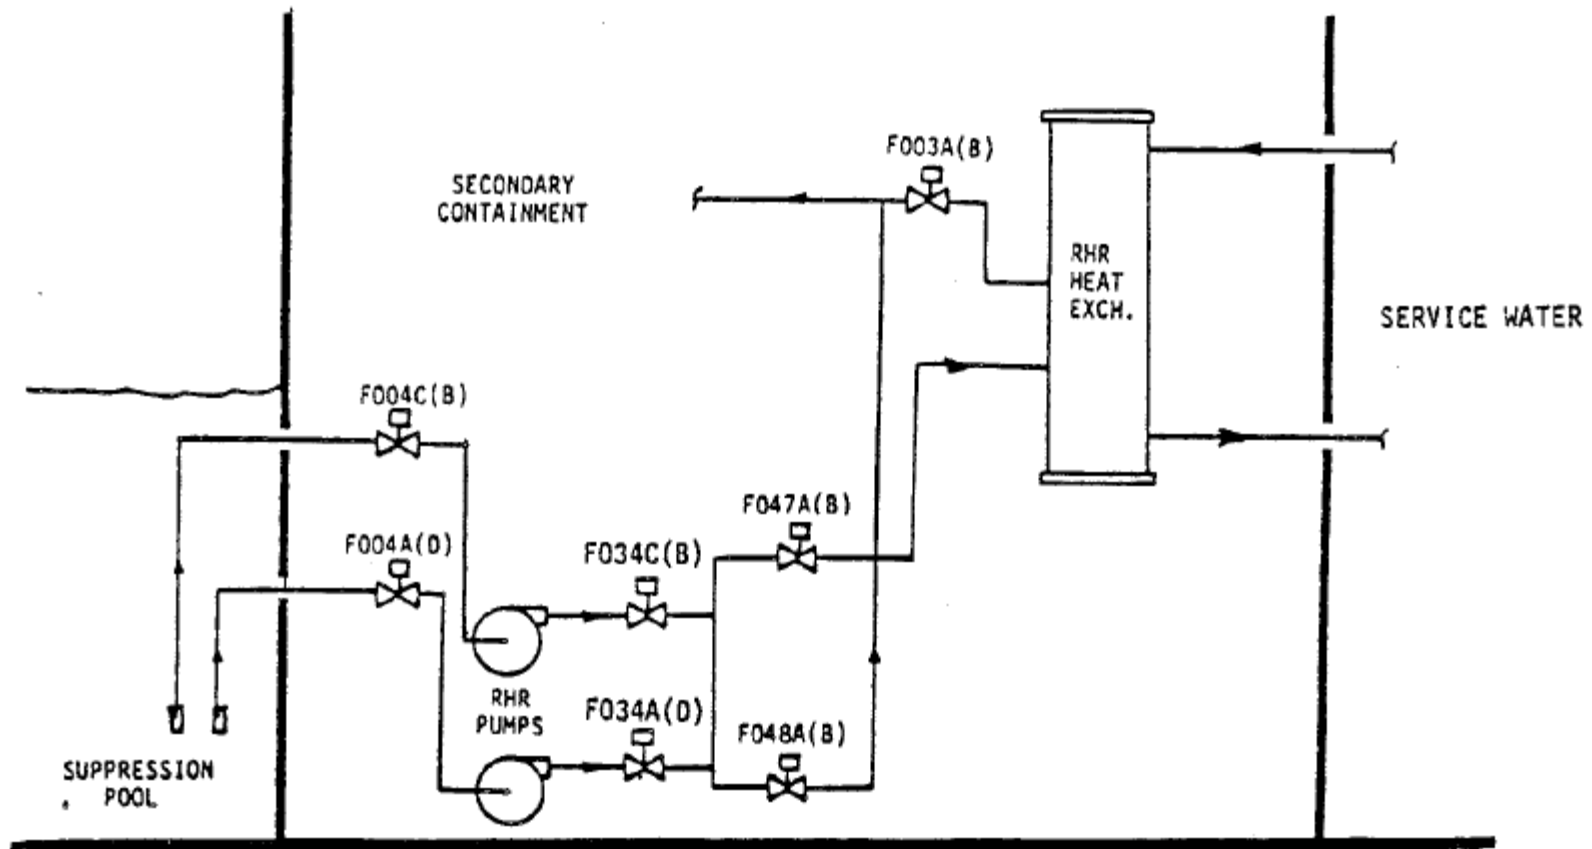 F003A(B)
SECONDARY
CONTAINMENT
RHR
HEAT
EXCH.
SERVICE WATER
F004C(B)
F047A(B)
F004A(D)
F034C(B)
RHR
PUMPS
F034A(D)
F048A(B)
SUPPRESSION
POOL